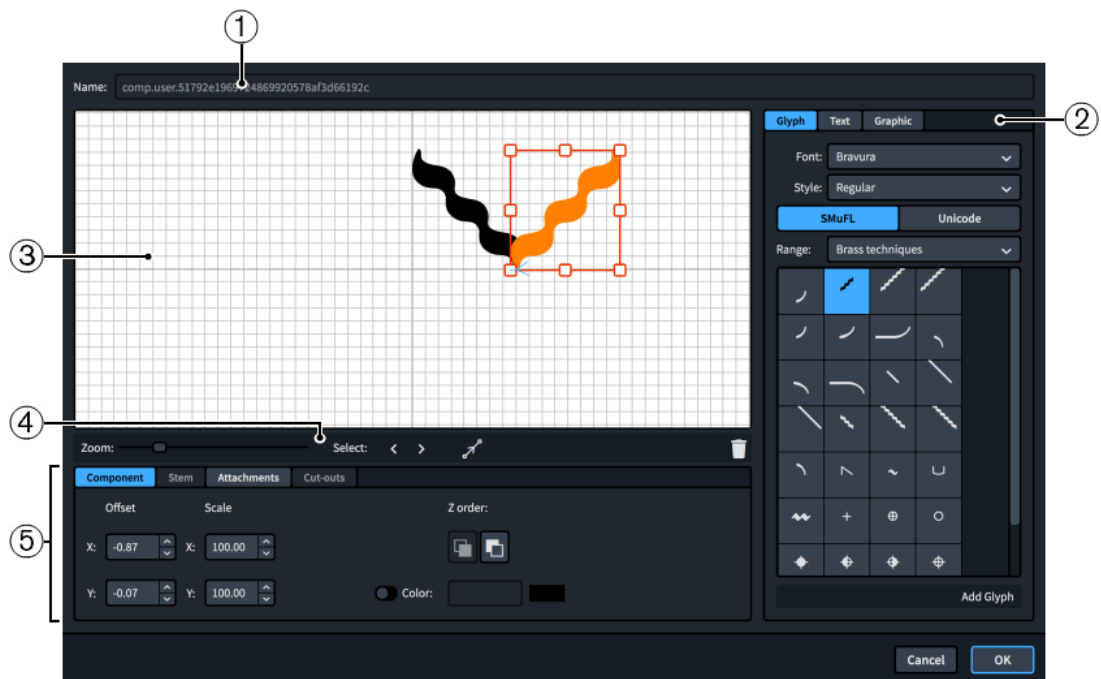 1
Name: comp.user.51792e1969124869920578af3d66192c
Glyph Text Graphic
2
Font: Bravura
Style: Regular
SMuFL Unicode
3
Range: Brass techniques
4
Zoom: Select:
Component Stem Attachments Cut-outs
Offset Scale Z order:
5
X: -0.87 X: 100.00
Y: -0.07 Y: 100.00 Color:
Add Glyph
Cancel OK